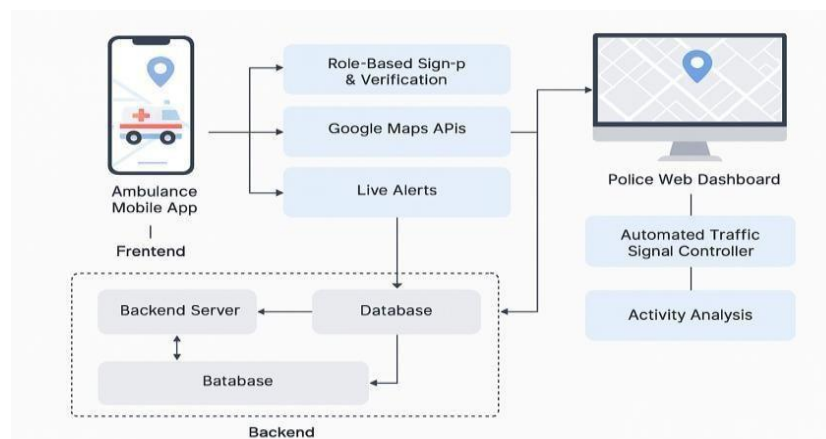 Role-Based Sign-p
& Verification
Google Maps APIs
Live Alerts
Ambulance
Mobile App
Frentend
Police Web Dashboard
Automated Traffic
Signal Controller
Activity Analysis
Backend Server
Database
Batabase
Backend